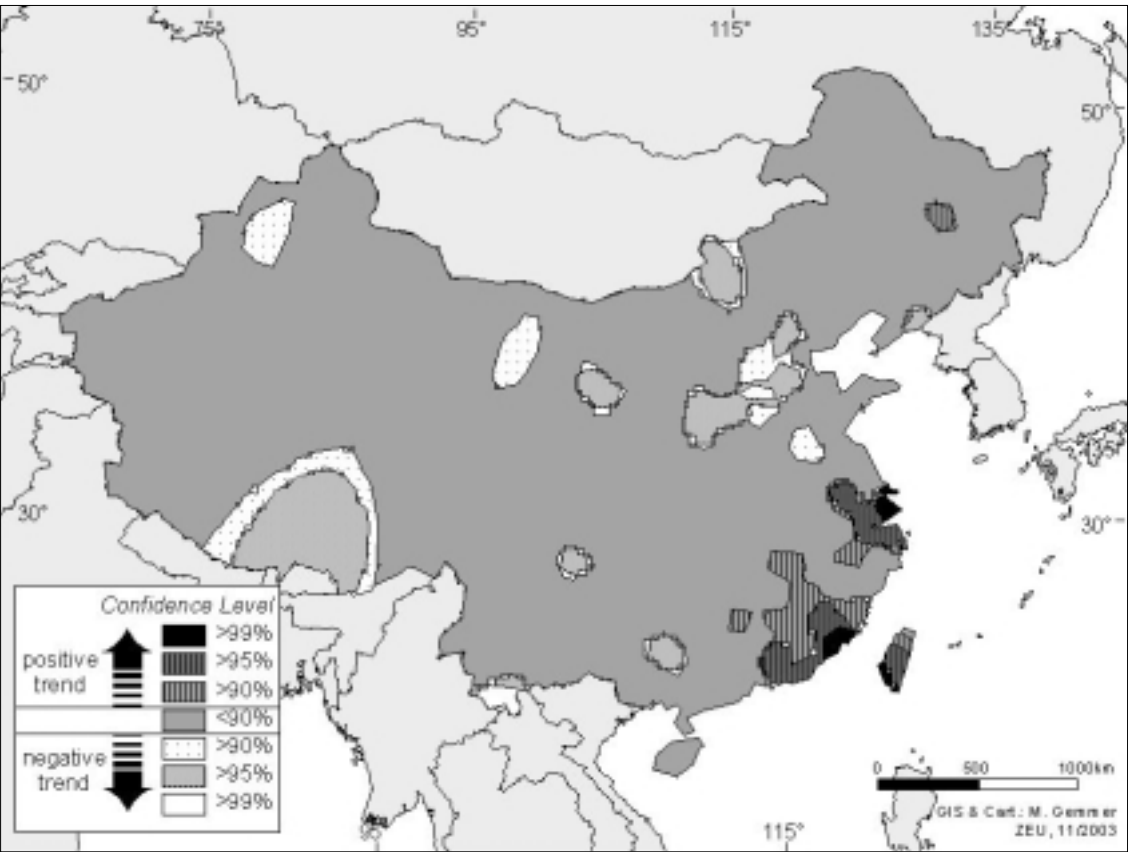 75° 95° 115° 135°
50°
50°
30°
30°
Confidence Level
>99%
positive >95%
trend >90%
<90%
negative >90%
trend >95%
>99%
0 500 1000km
GIS & Cart.: M. Gemmer
ZEU, 11/2003
95° 115°